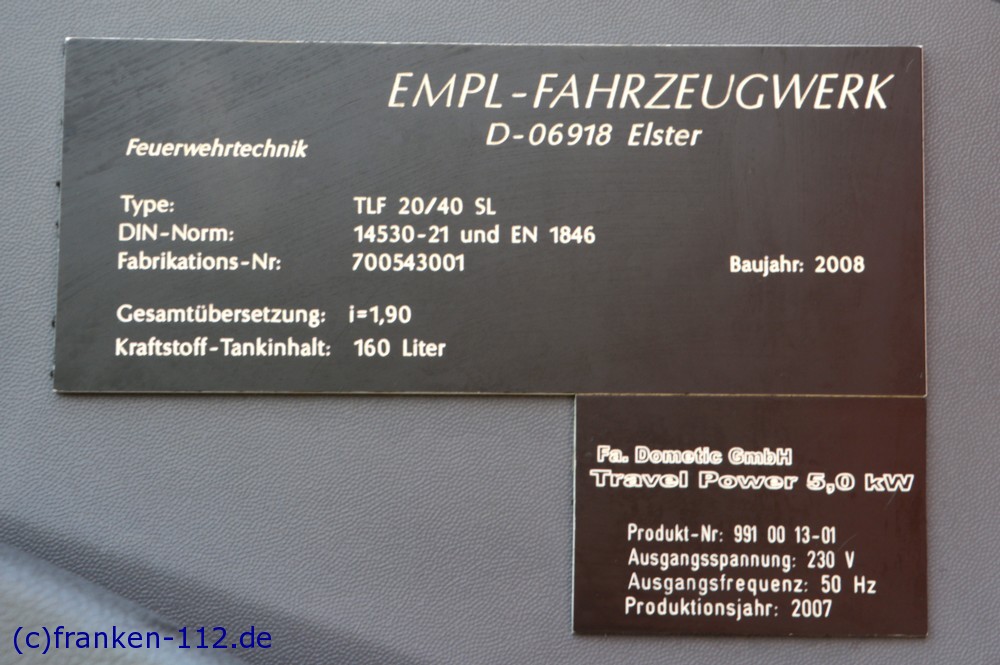 EMPL-FAHRZEUGWERK
D-06918 Elster
Feuerwehrtechnik
Type: TLF 20/40 SL
DIN-Norm: 14530-21 und EN 1846
Fabrikations-Nr: 700543001 Baujahr: 2008
Gesamtübersetzung: i=1,90
Kraftstoff-Tankinhalt: 160 Liter
Fa. Dometic GmbH
Travel Power 5,0 kW
Produkt-Nr: 991 00 13-01
Ausgangsspannung: 230 V
Ausgangsfrequenz: 50 Hz
Produktionsjahr: 2007
(c)franken-112.de